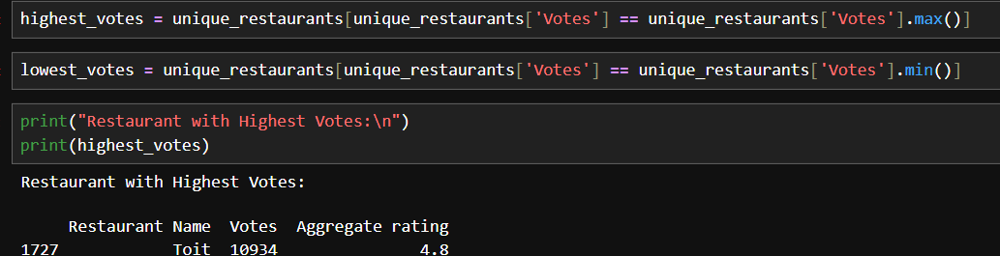 highest_votes = unique_restaurants[unique_restaurants['Votes'] == unique_restaurants['Votes'].max()]
lowest_votes = unique_restaurants[unique_restaurants['Votes'] == unique_restaurants['Votes'].min()]
print("Restaurant with Highest Votes:\n")
print(highest_votes)
Restaurant with Highest Votes:
Restaurant Name  Votes  Aggregate rating
1727             Toit  10934               4.8